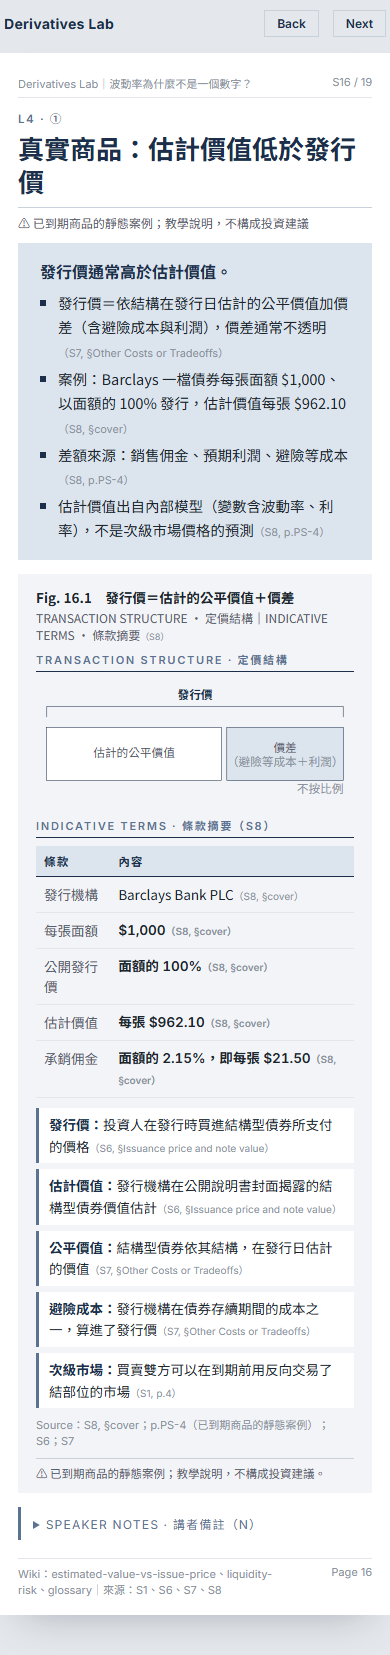 Derivatives Lab
Back
Next
Derivatives Lab｜波動率為什麼不是一個數字？
S16 / 19
L4 · ①
真實商品：估計價值低於發行
價
⚠ 已到期商品的靜態案例；教學說明，不構成投資建議
發行價通常高於估計價值。
▪ 發行價＝依結構在發行日估計的公平價值加價
差（含避險成本與利潤），價差通常不透明
（S7, §Other Costs or Tradeoffs）
▪ 案例：Barclays 一檔債券每張面額 $1,000、
以面額的 100% 發行，估計價值每張 $962.10
（S8, §cover）
▪ 差額來源：銷售佣金、預期利潤、避險等成本
（S8, p.PS-4）
▪ 估計價值出自內部模型（變數含波動率、利
率），不是次級市場價格的預測（S8, p.PS-4）
Fig. 16.1　發行價＝估計的公平價值＋價差
TRANSACTION STRUCTURE · 定價結構｜INDICATIVE
TERMS · 條款摘要（S8）
TRANSACTION STRUCTURE · 定價結構
發行價
估計的公平價值
價差
（避險等成本＋利潤）
不按比例
INDICATIVE TERMS · 條款摘要（S8）
條款 內容
發行機構 Barclays Bank PLC（S8, §cover）
每張面額 $1,000（S8, §cover）
公開發行 面額的 100%（S8, §cover）
價
估計價值 每張 $962.10（S8, §cover）
承銷佣金 面額的 2.15%，即每張 $21.50（S8,
§cover）
發行價：投資人在發行時買進結構型債券所支付
的價格（S6, §Issuance price and note value）
估計價值：發行機構在公開說明書封面揭露的結
構型債券價值估計（S6, §Issuance price and note value）
公平價值：結構型債券依其結構，在發行日估計
的價值（S7, §Other Costs or Tradeoffs）
避險成本：發行機構在債券存續期間的成本之
一，算進了發行價（S7, §Other Costs or Tradeoffs）
次級市場：買賣雙方可以在到期前用反向交易了
結部位的市場（S1, p.4）
Source：S8, §cover；p.PS-4（已到期商品的靜態案例）；
S6；S7
⚠ 已到期商品的靜態案例；教學說明，不構成投資建議。
▶ SPEAKER NOTES · 講者備註（N）
Wiki：estimated-value-vs-issue-price、liquidity-
risk、glossary｜來源：S1、S6、S7、S8
Page 16